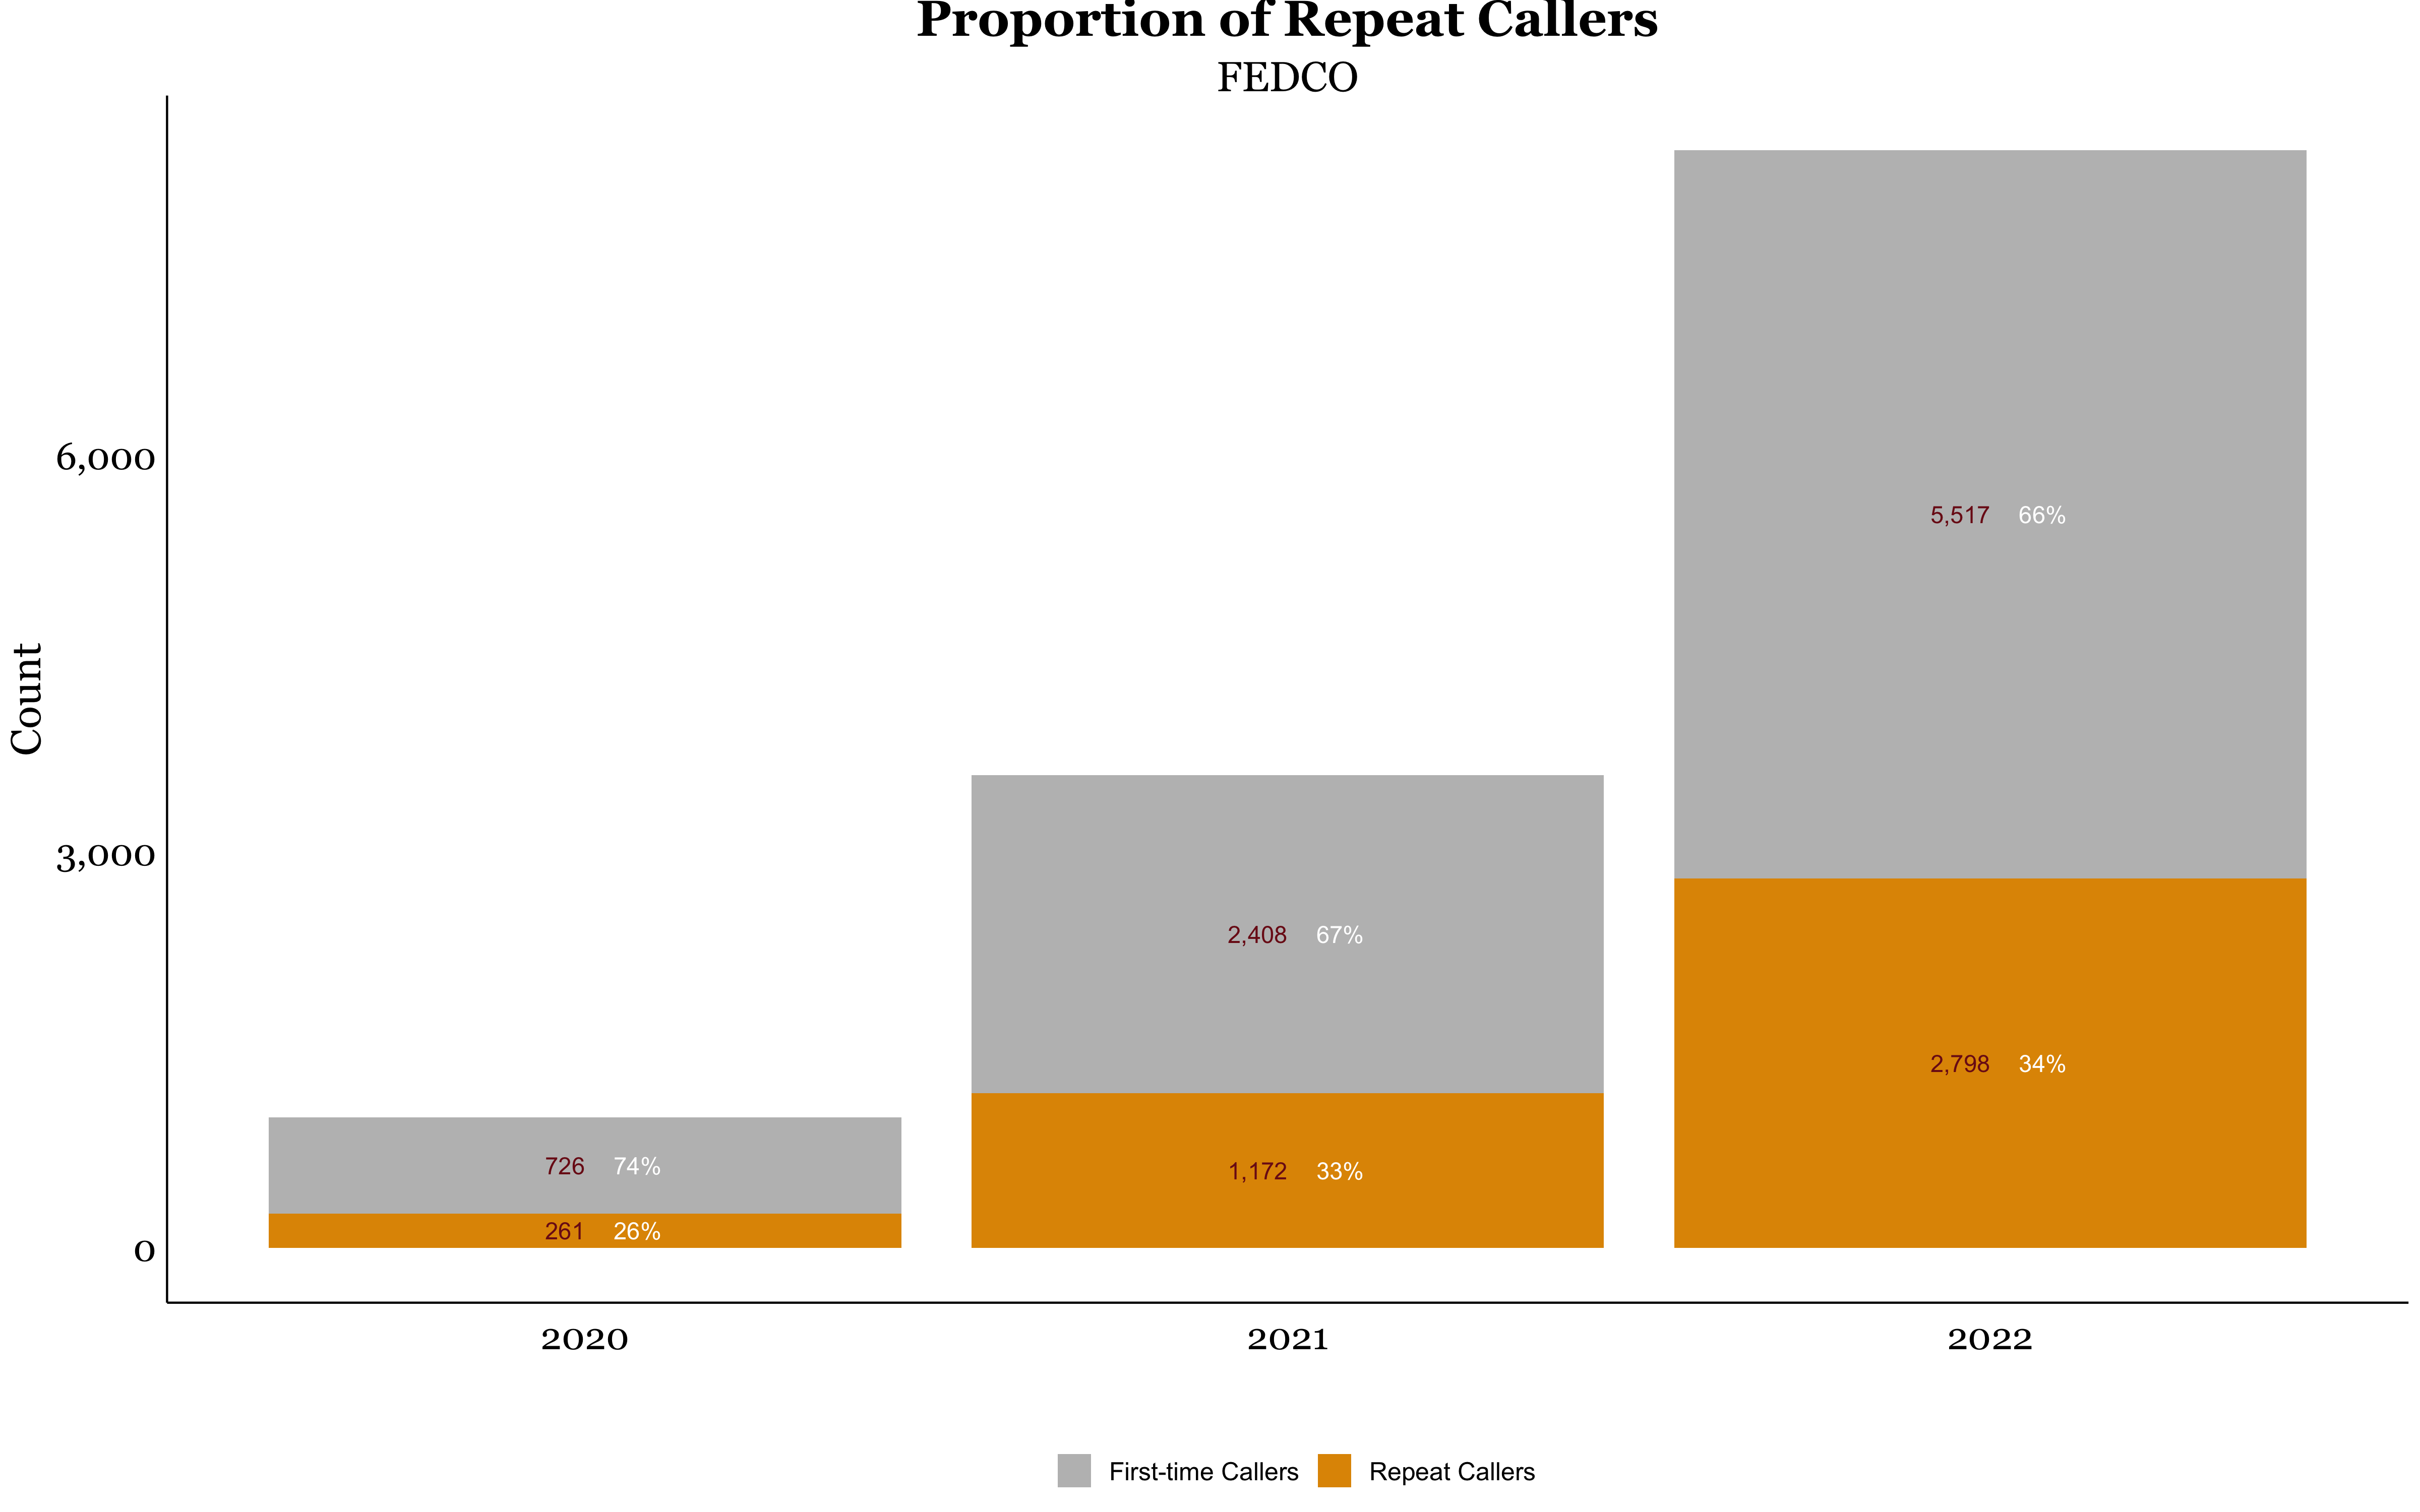 Proportion of Repeat Callers
FEDCO
Count
6,000
3,000
0
5,517 66%
2,408 67%
2,798 34%
726 74%
1,172 33%
261 26%
2020 2021 2022
First-time Callers Repeat Callers